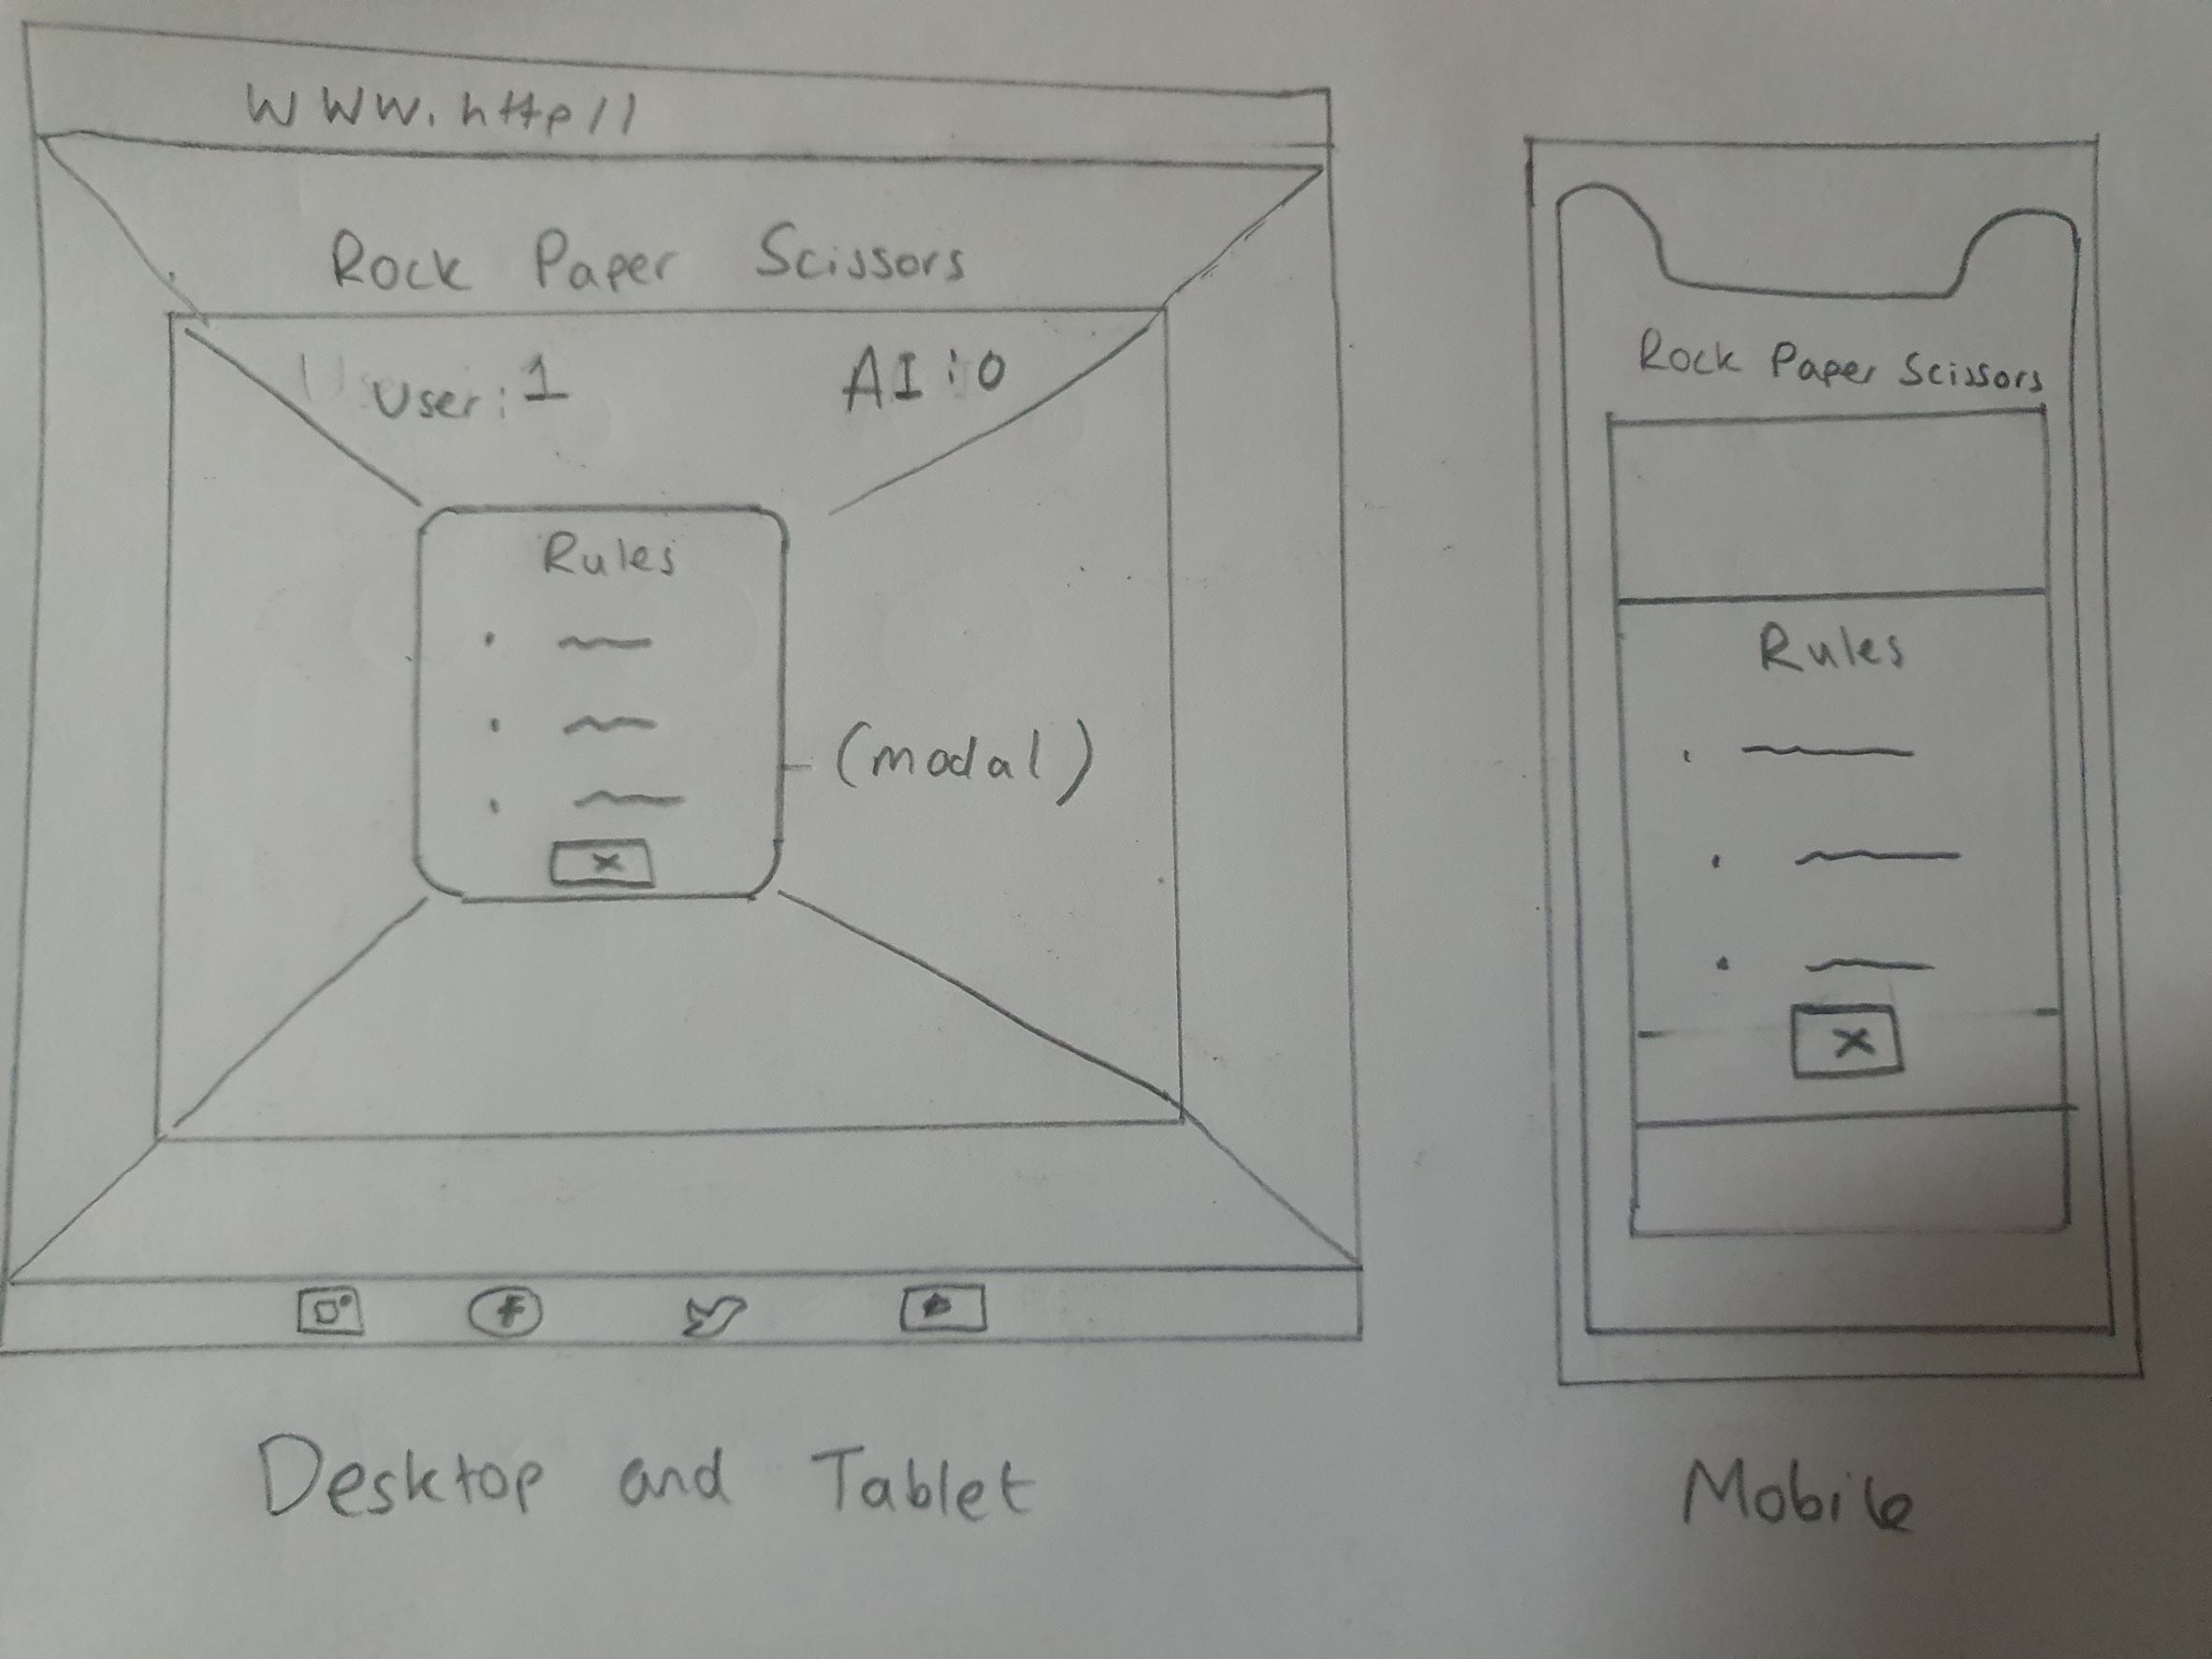 WWW.http//
Rock Paper Scissors
User:1 AI:0
Rules
x
(modal)
Desktop and Tablet
Rock Paper Scissors
Rules
x
Mobile